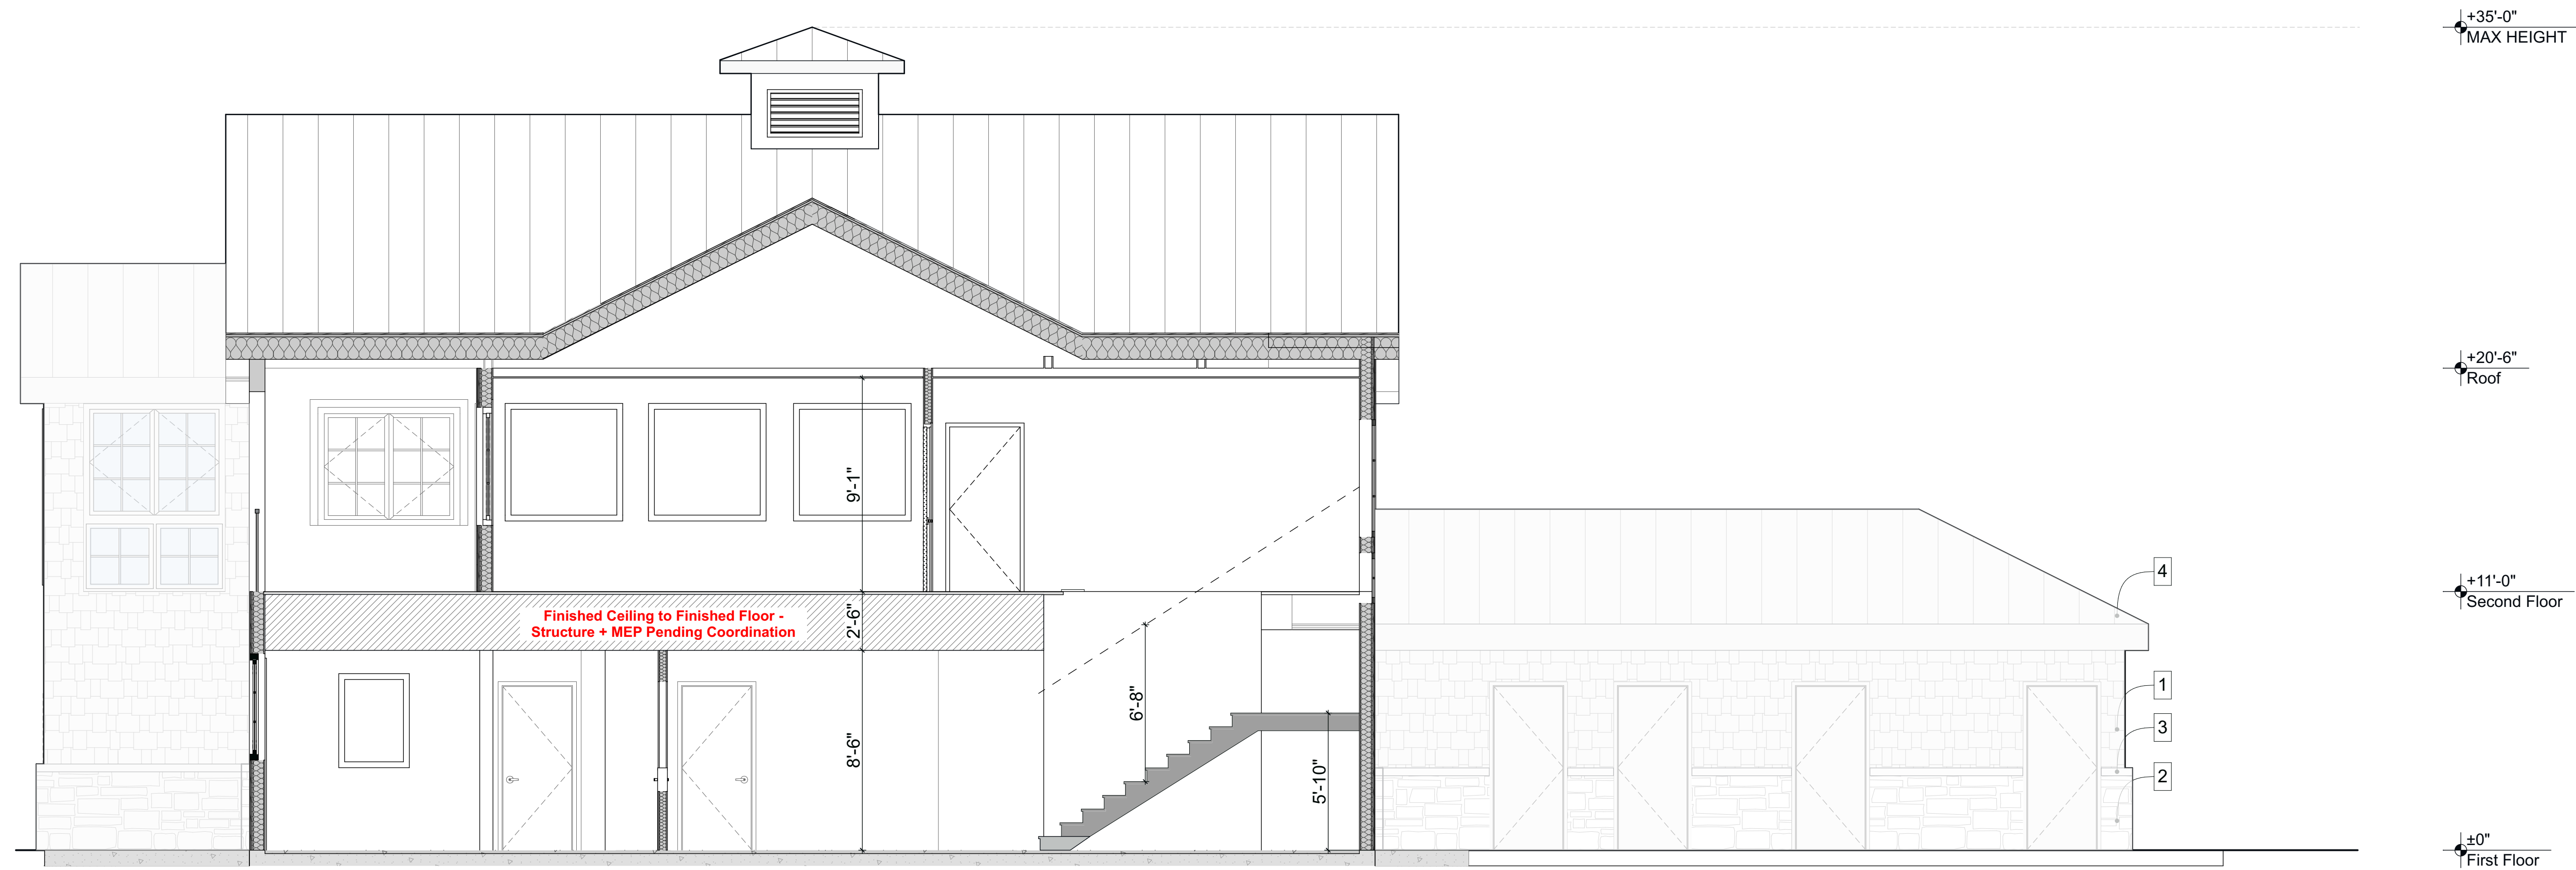 +35'-0"
MAX HEIGHT
+20'-6"
Roof
9'-1"
4
+11'-0"
Second Floor
Finished Ceiling to Finished Floor -
Structure + MEP Pending Coordination
2'-6"
1
6'-8"
3
8'-6"
5'-10"
2
±0"
First Floor